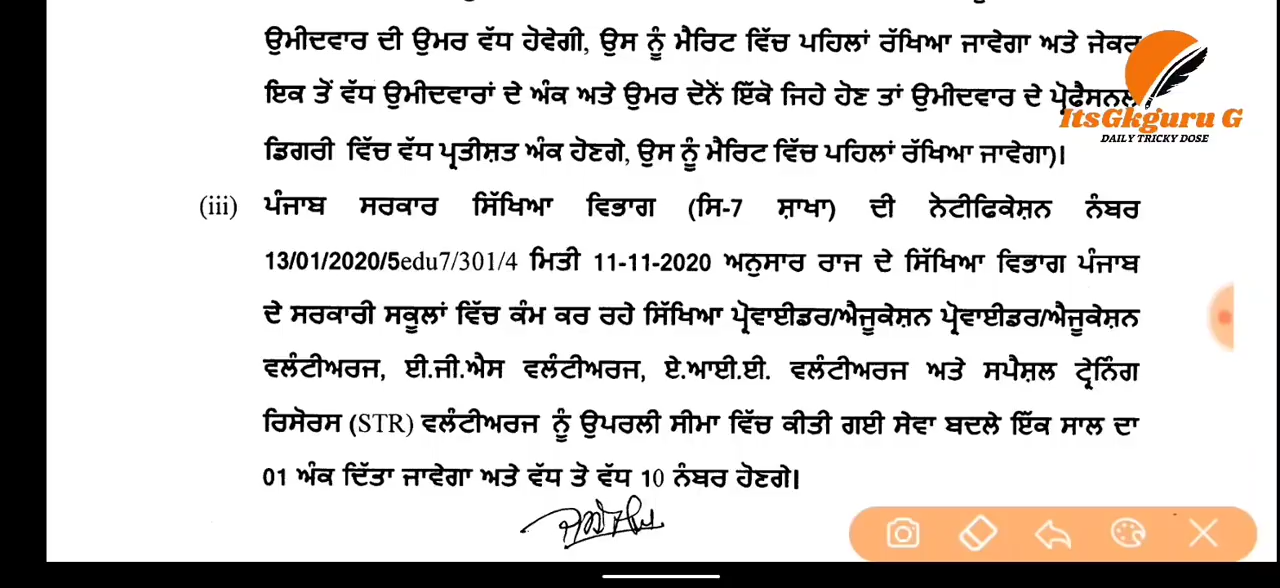 ਉਮੀਦਵਾਰ ਦੀ ਉਮਰ ਵੱਧ ਹੋਵੇਗੀ, ਉਸ ਨੂੰ ਮੈਰਿਟ ਵਿੱਚ ਪਹਿਲਾਂ ਰੱਖਿਆ ਜਾਵੇਗਾ ਅਤੇ ਜੇਕਰ
ਇਕ ਤੋਂ ਵੱਧ ਉਮੀਦਵਾਰਾਂ ਦੇ ਅੰਕ ਅਤੇ ਉਮਰ ਦੋਨੋਂ ਇੱਕੋ ਜਿਹੇ ਹੋਣ ਤਾਂ ਉਮੀਦਵਾਰ ਦੇ ਪ੍ਰੋਫੈਸਨਲ
ItsGkguru G
DAILY TRICKY DOSE
ਡਿਗਰੀ ਵਿੱਚ ਵੱਧ ਪ੍ਰਤੀਸ਼ਤ ਅੰਕ ਹੋਣਗੇ, ਉਸ ਨੂੰ ਮੈਰਿਟ ਵਿੱਚ ਪਹਿਲਾਂ ਰੱਖਿਆ ਜਾਵੇਗਾ)।
(iii) ਪੰਜਾਬ ਸਰਕਾਰ ਸਿੱਖਿਆ ਵਿਭਾਗ (ਸਿ-7 ਸ਼ਾਖਾ) ਦੀ ਨੋਟੀਫਿਕੇਸ਼ਨ ਨੰਬਰ
13/01/2020/5edu7/301/4 ਮਿਤੀ 11-11-2020 ਅਨੁਸਾਰ ਰਾਜ ਦੇ ਸਿੱਖਿਆ ਵਿਭਾਗ ਪੰਜਾਬ
ਦੇ ਸਰਕਾਰੀ ਸਕੂਲਾਂ ਵਿੱਚ ਕੰਮ ਕਰ ਰਹੇ ਸਿੱਖਿਆ ਪ੍ਰੋਵਾਈਡਰ/ਐਜੂਕੇਸ਼ਨ ਪ੍ਰੋਵਾਈਡਰ/ਐਜੂਕੇਸ਼ਨ
ਵਲੰਟੀਅਰਜ, ਈ.ਜੀ.ਐਸ ਵਲੰਟੀਅਰਜ, ਏ.ਆਈ.ਈ. ਵਲੰਟੀਅਰਜ ਅਤੇ ਸਪੈਸ਼ਲ ਟ੍ਰੇਨਿੰਗ
ਰਿਸੋਰਸ (STR) ਵਲੰਟੀਅਰਜ ਨੂੰ ਉਪਰਲੀ ਸੀਮਾ ਵਿੱਚ ਕੀਤੀ ਗਈ ਸੇਵਾ ਬਦਲੇ ਇੱਕ ਸਾਲ ਦਾ
01 ਅੰਕ ਦਿੱਤਾ ਜਾਵੇਗਾ ਅਤੇ ਵੱਧ ਤੋ ਵੱਧ 10 ਨੰਬਰ ਹੋਣਗੇ।